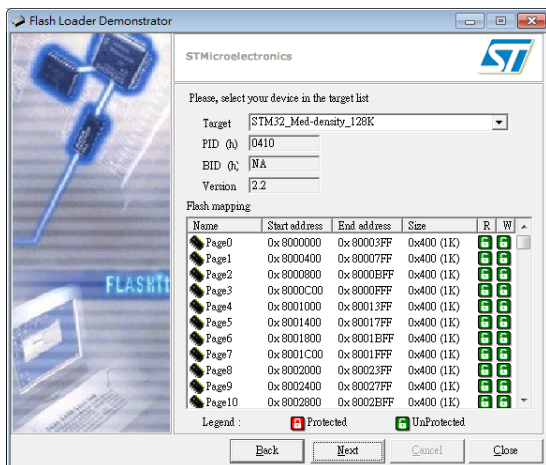 Flash Loader Demonstrator
STMicroelectronics
ST
Please, select your device in the target list
Target STM32_Med-density_128K
PID (h) 0410
BID (h; NA
Version 2.2
Flash mapping
Name Start address End address Size R W
Page0 0x 8000000 0x 80003FF 0x400 (1K)
Page1 0x 8000400 0x 80007FF 0x400 (1K)
Page2 0x 8000800 0x 8000BFF 0x400 (1K)
Page3 0x 8000C00 0x 8000FFF 0x400 (1K)
Page4 0x 8001000 0x 80013FF 0x400 (1K)
Page5 0x 8001400 0x 80017FF 0x400 (1K)
Page6 0x 8001800 0x 8001BFF 0x400 (1K)
Page7 0x 8001C00 0x 8001FFF 0x400 (1K)
Page8 0x 8002000 0x 80023FF 0x400 (1K)
Page9 0x 8002400 0x 80027FF 0x400 (1K)
Page10 0x 8002800 0x 8002BFF 0x400 (1K)
Legend : Protected UnProtected
Back Next Cancel Close